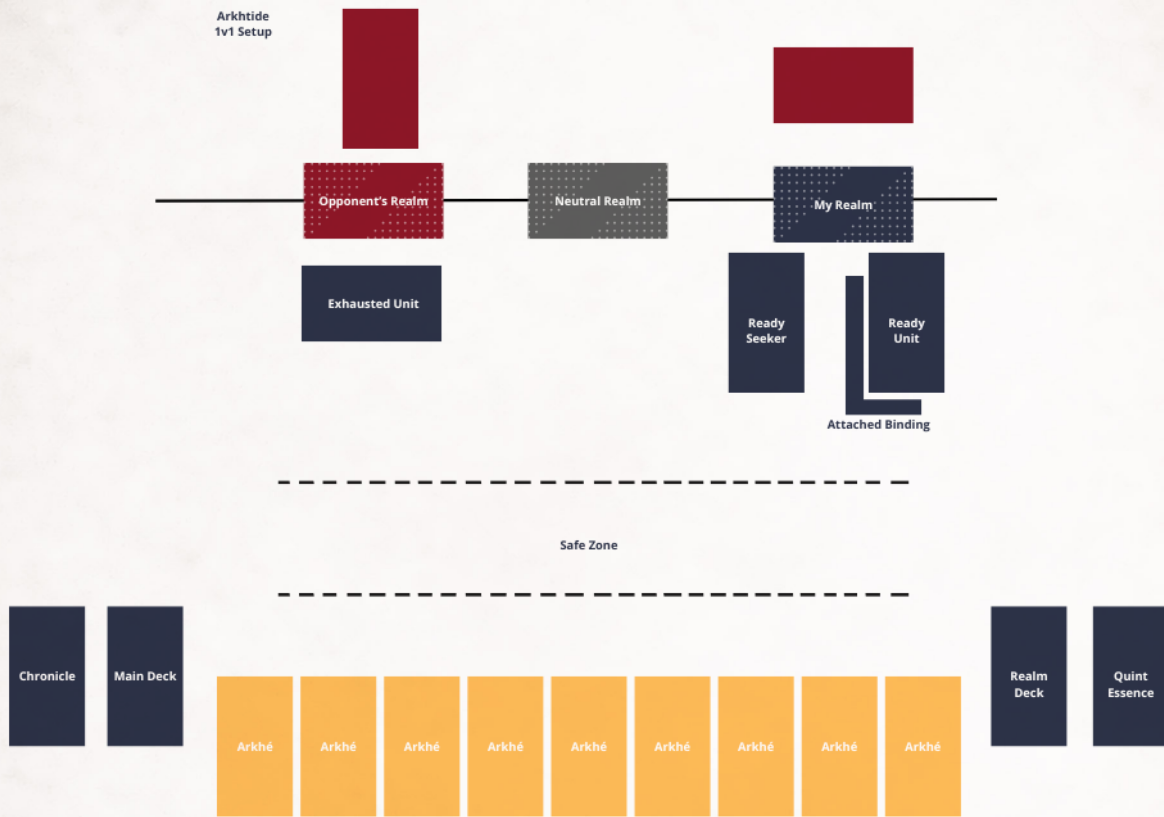 Arkhtide
1v1 Setup
Opponent's Realm
Neutral Realm
My Realm
Exhausted Unit
Ready
Seeker
Ready
Unit
Attached Binding
Safe Zone
Chronicle
Main Deck
Realm
Deck
Quint
Essence
Arkhé
Arkhé
Arkhé
Arkhé
Arkhé
Arkhé
Arkhé
Arkhé
Arkhé